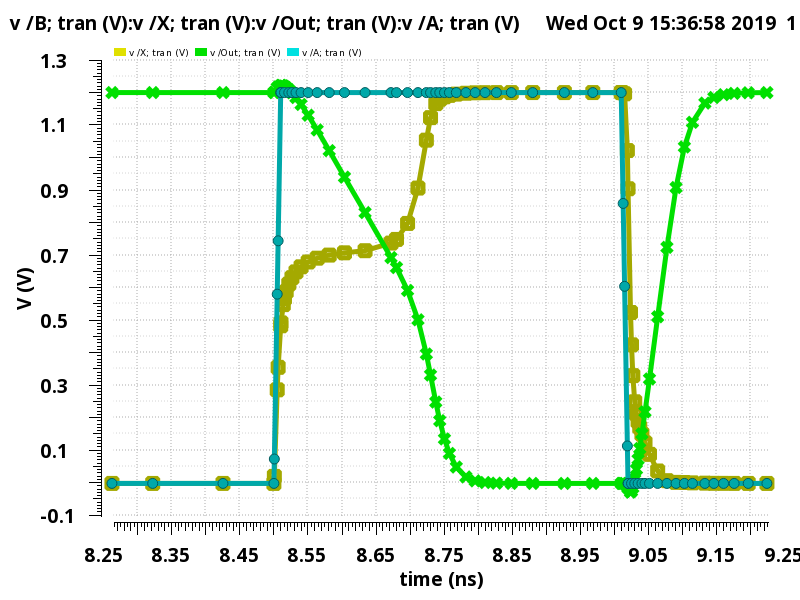 v /B; tran (V):v /X; tran (V):v /Out; tran (V):v /A; tran (V) Wed Oct 9 15:36:58 2019 1
v /X; tran (V) v /Out; tran (V) v /A; tran (V)
1.3
1.1
0.9
0.7
0.5
0.3
0.1
-0.1
V (V)
8.25 8.35 8.45 8.55 8.65 8.75 8.85 8.95 9.05 9.15 9.25
time (ns)